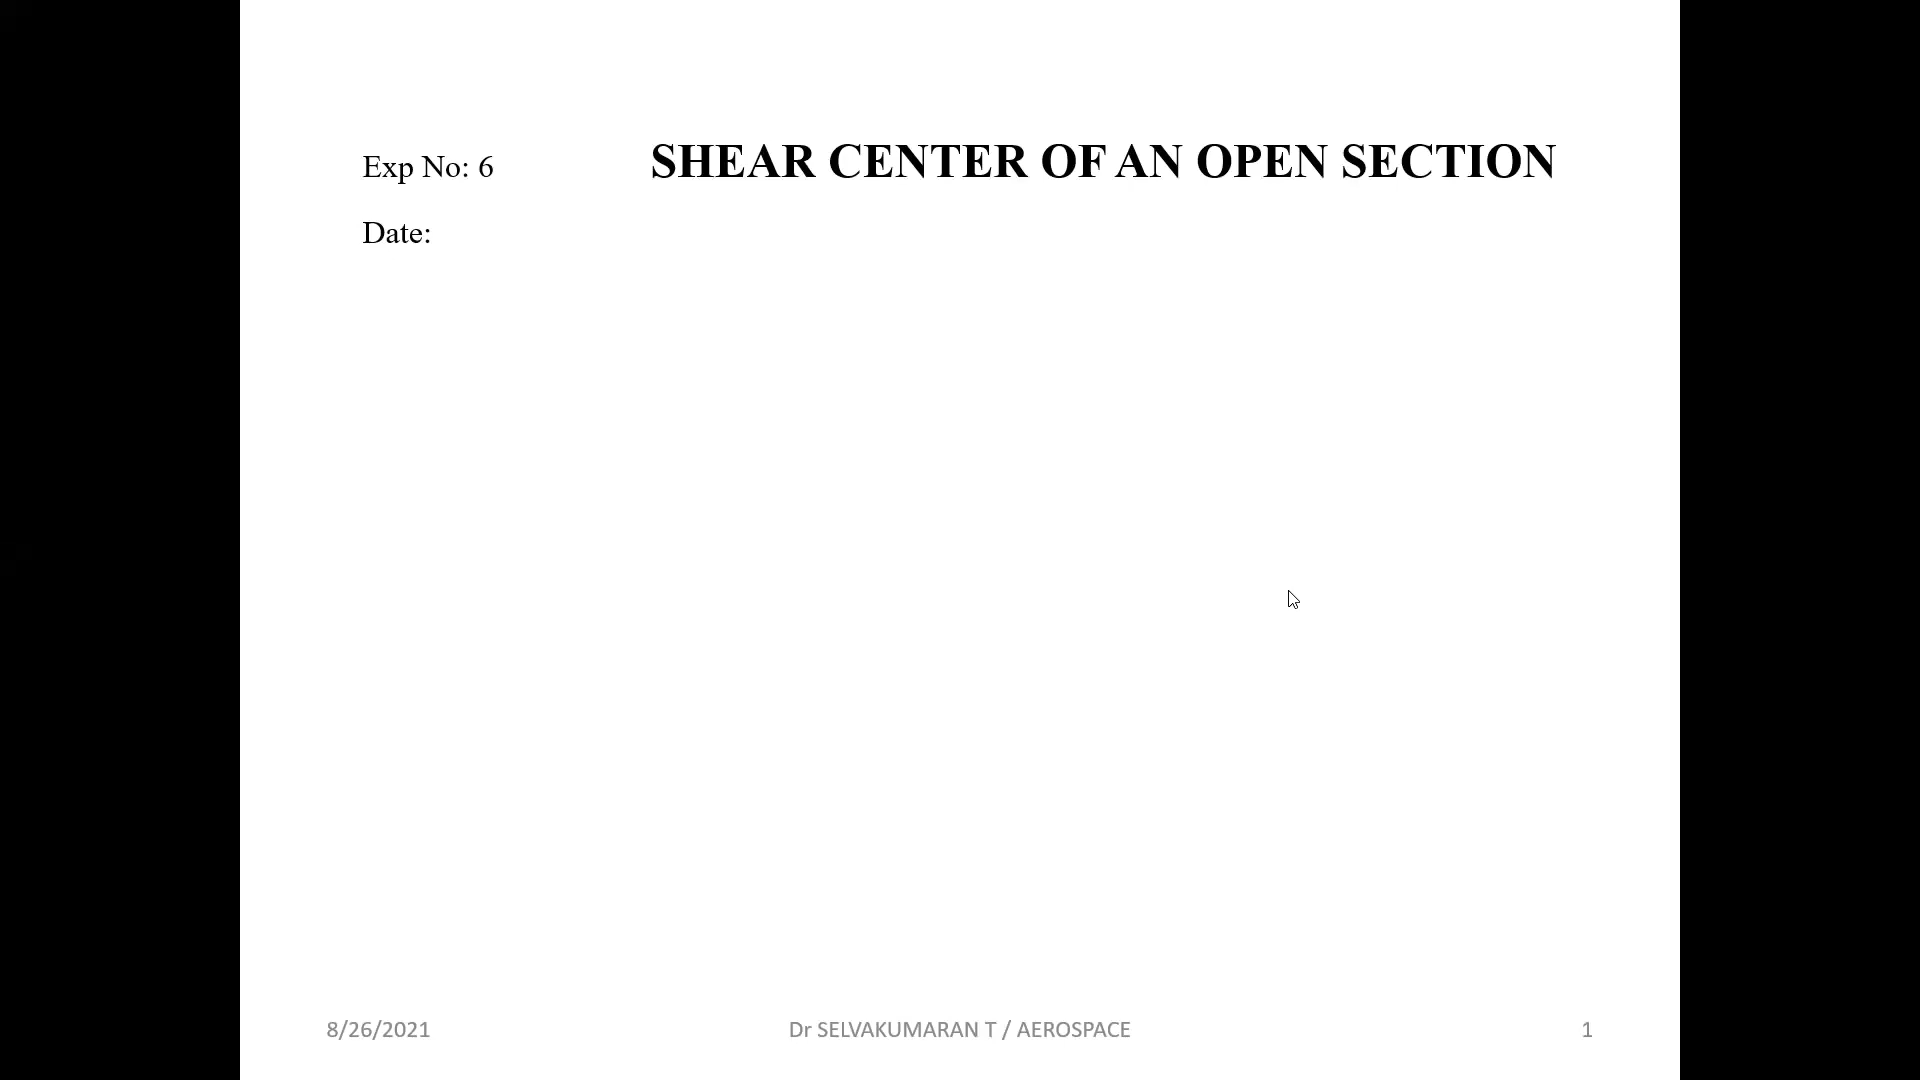 Exp No: 6 SHEAR CENTER OF AN OPEN SECTION
Date:
8/26/2021 Dr SELVAKUMARAN T / AEROSPACE 1